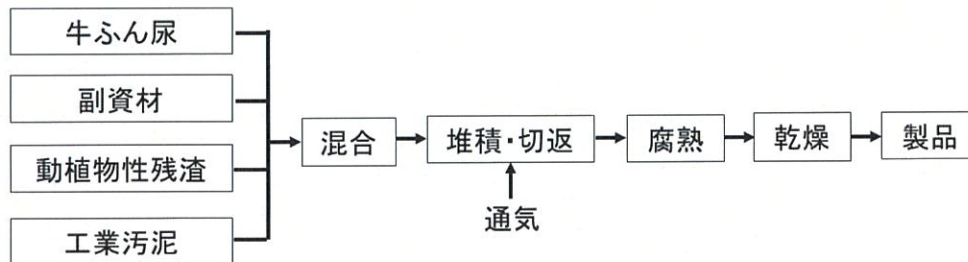 牛ふん尿
副資材
動植物性残渣
工業汚泥
混合
堆積・切返
通気
腐熟
乾燥
製品